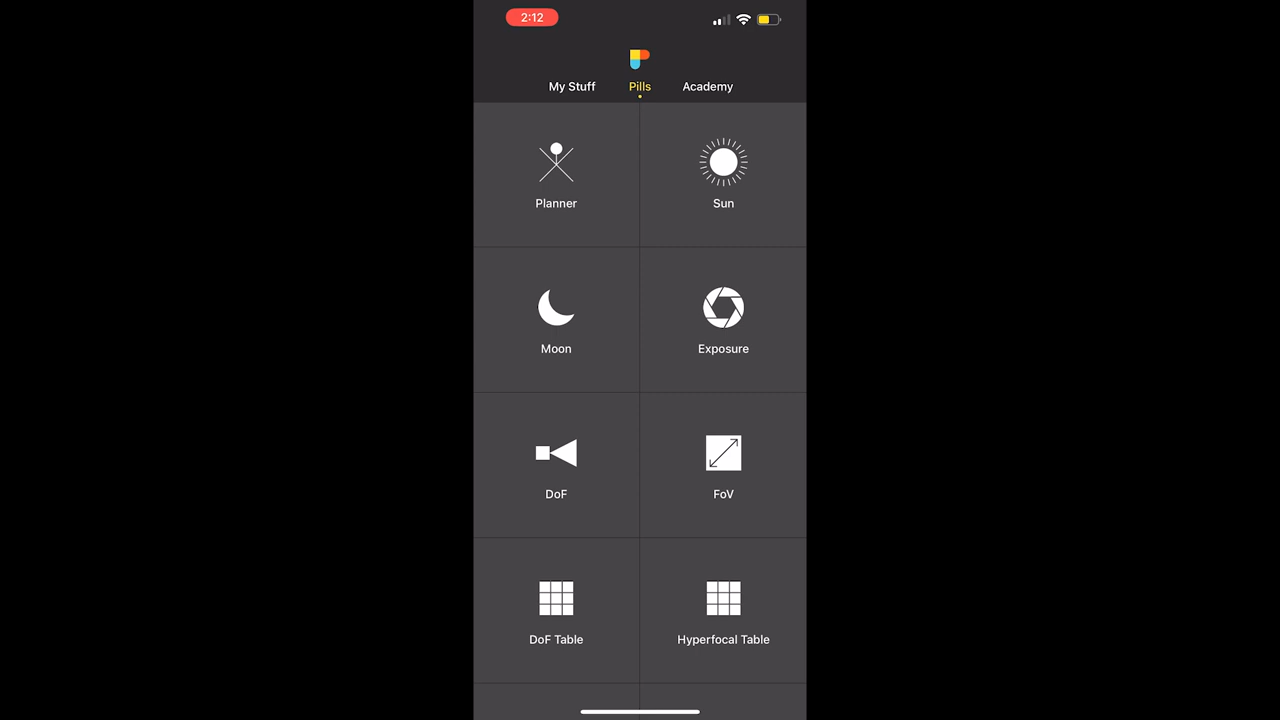 2:12
My Stuff Pills Academy
Planner Sun
Moon Exposure
DoF FoV
DoF Table Hyperfocal Table